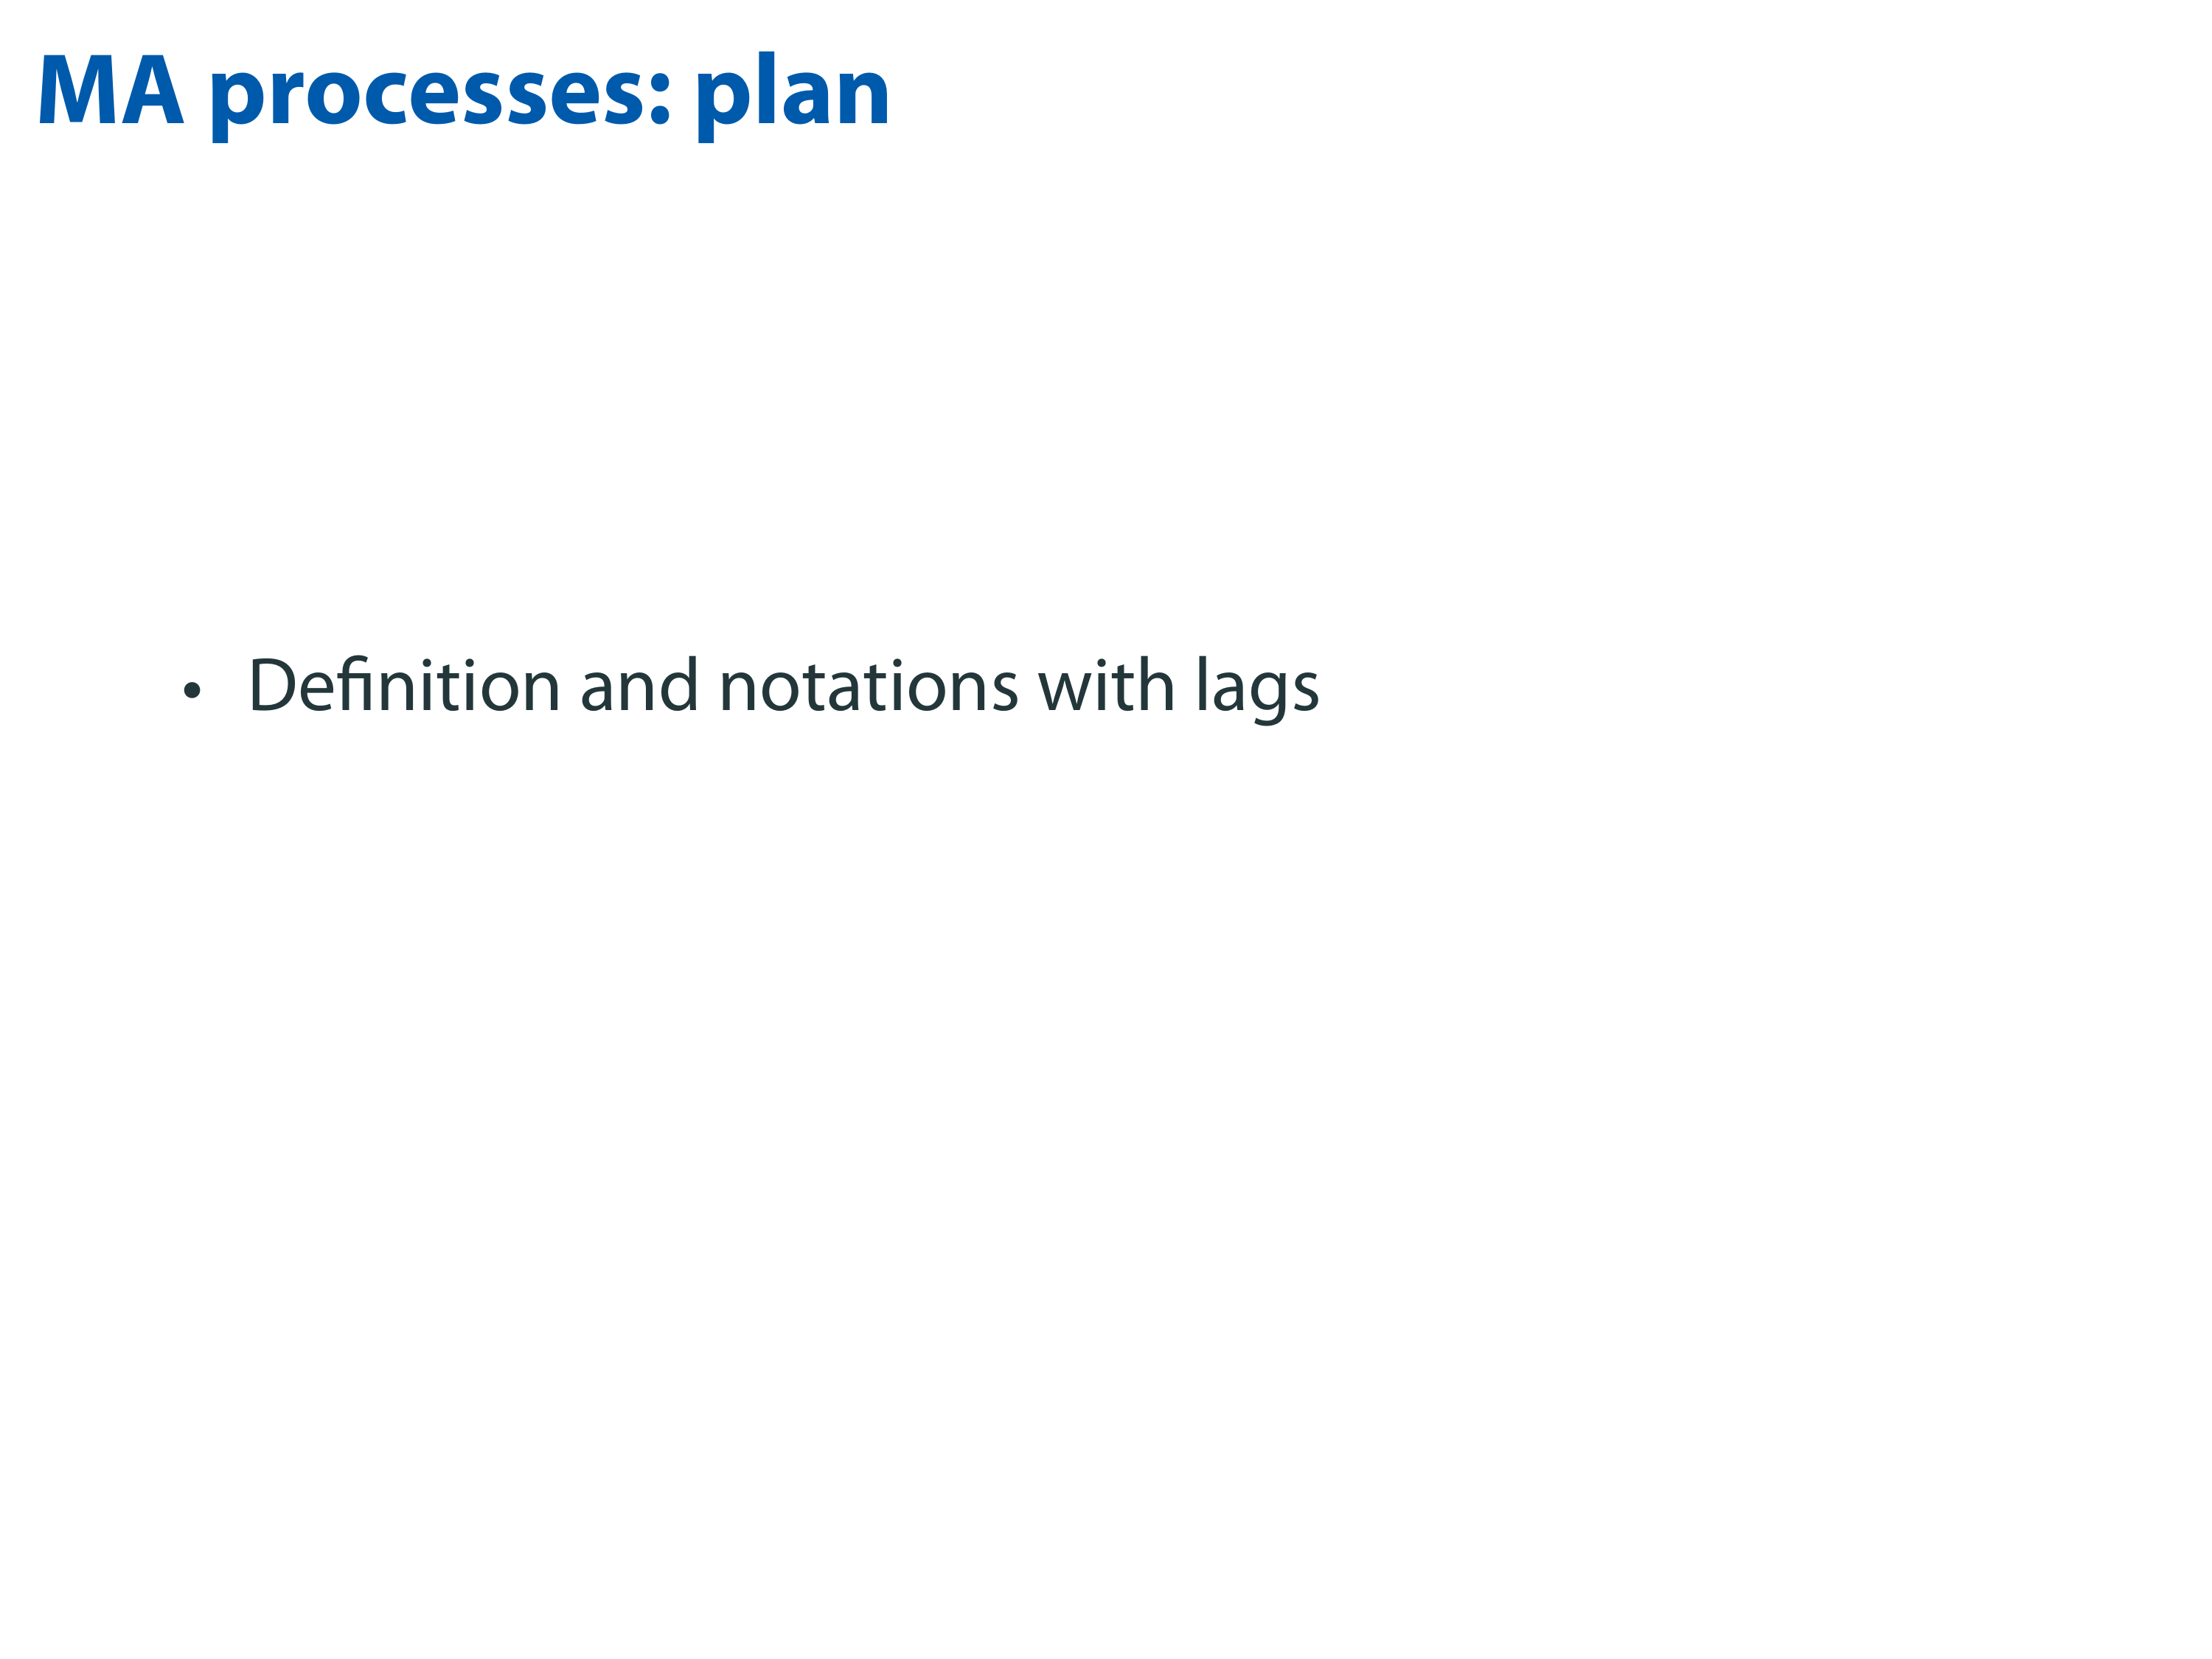 MA processes: plan
• Definition and notations with lags